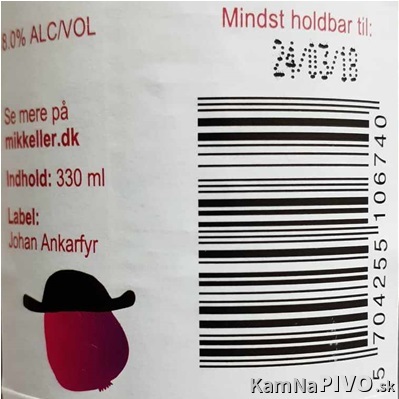 8.0% ALC/VOL
Se mere på
mikkeller.dk
Indhold: 330 ml
Label:
Johan Ankarfyr
Mindst holdbar til:
24/03/18
5 704255 106740
KamNaPIVO.sk